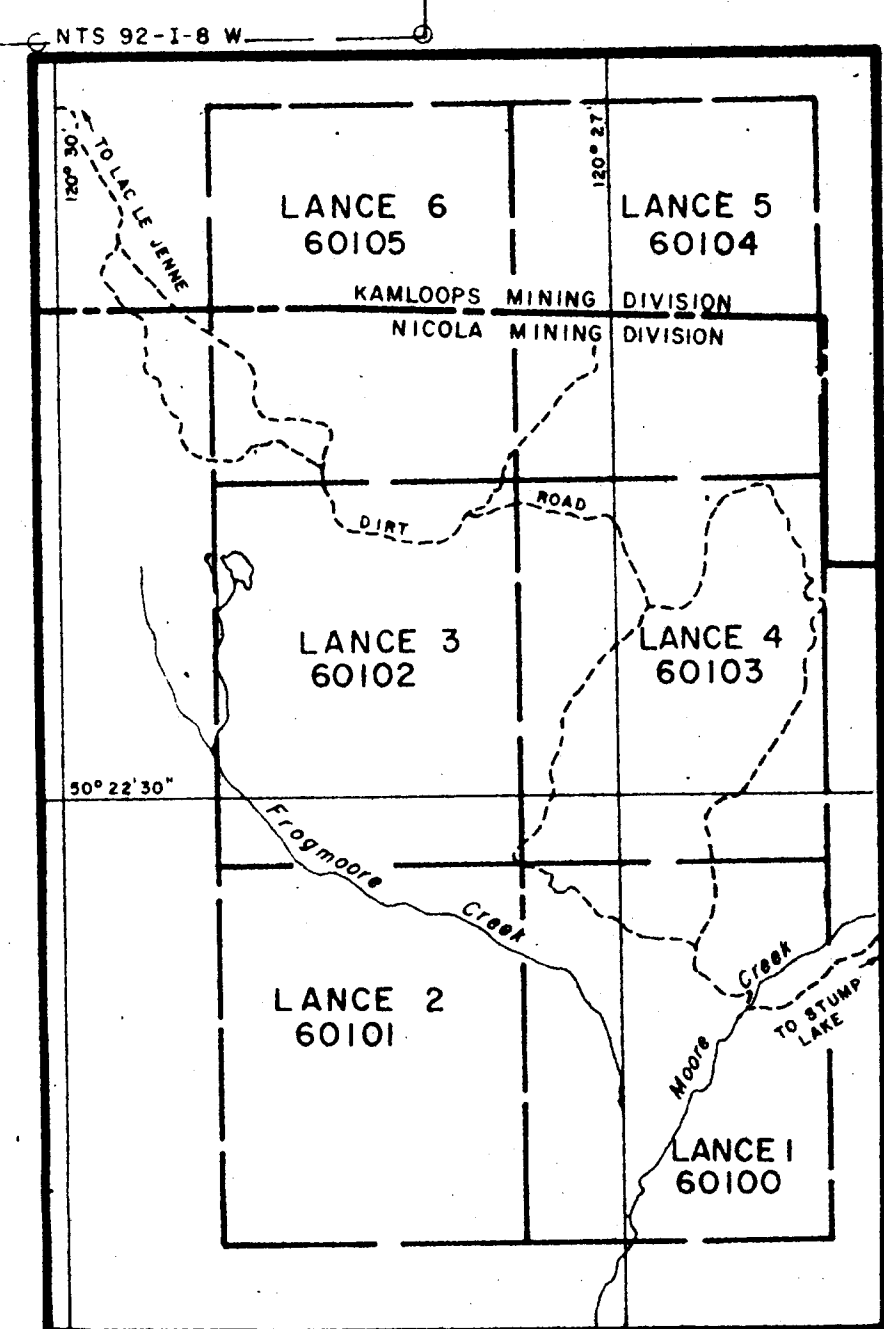 NTS 92-I-8 W
120° 30'
TO LAC LE JENNE
120° 27'
LANCE 6
60105
LANCE 5
60104
KAMLOOPS MINING DIVISION
NICOLA MINING DIVISION
DIRT ROAD
LANCE 3
60102
LANCE 4
60103
50° 22' 30"
Frogmoore Creek
LANCE 2
60101
Moore Creek
TO STUMP
LAKE
LANCE 1
60100